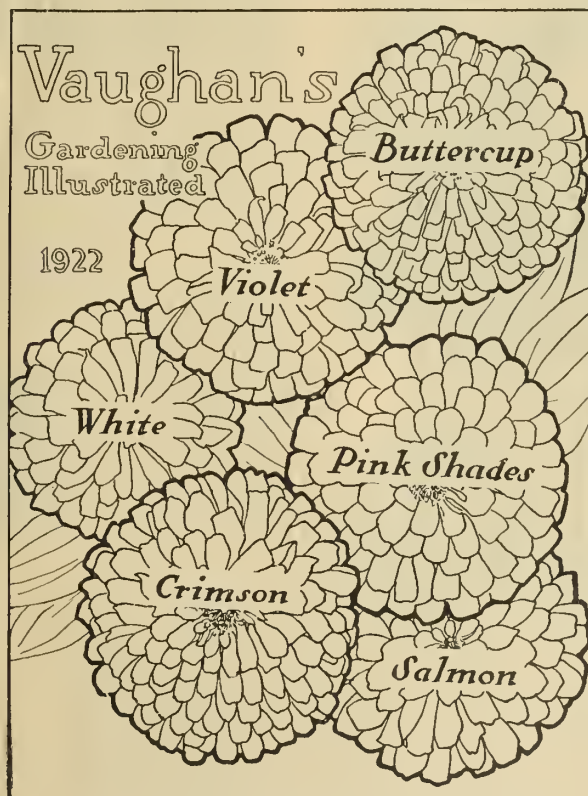 Vaughan's
Gardening
Illustrated
1922
Buttercup
Violet
White
Pink Shades
Crimson
Salmon